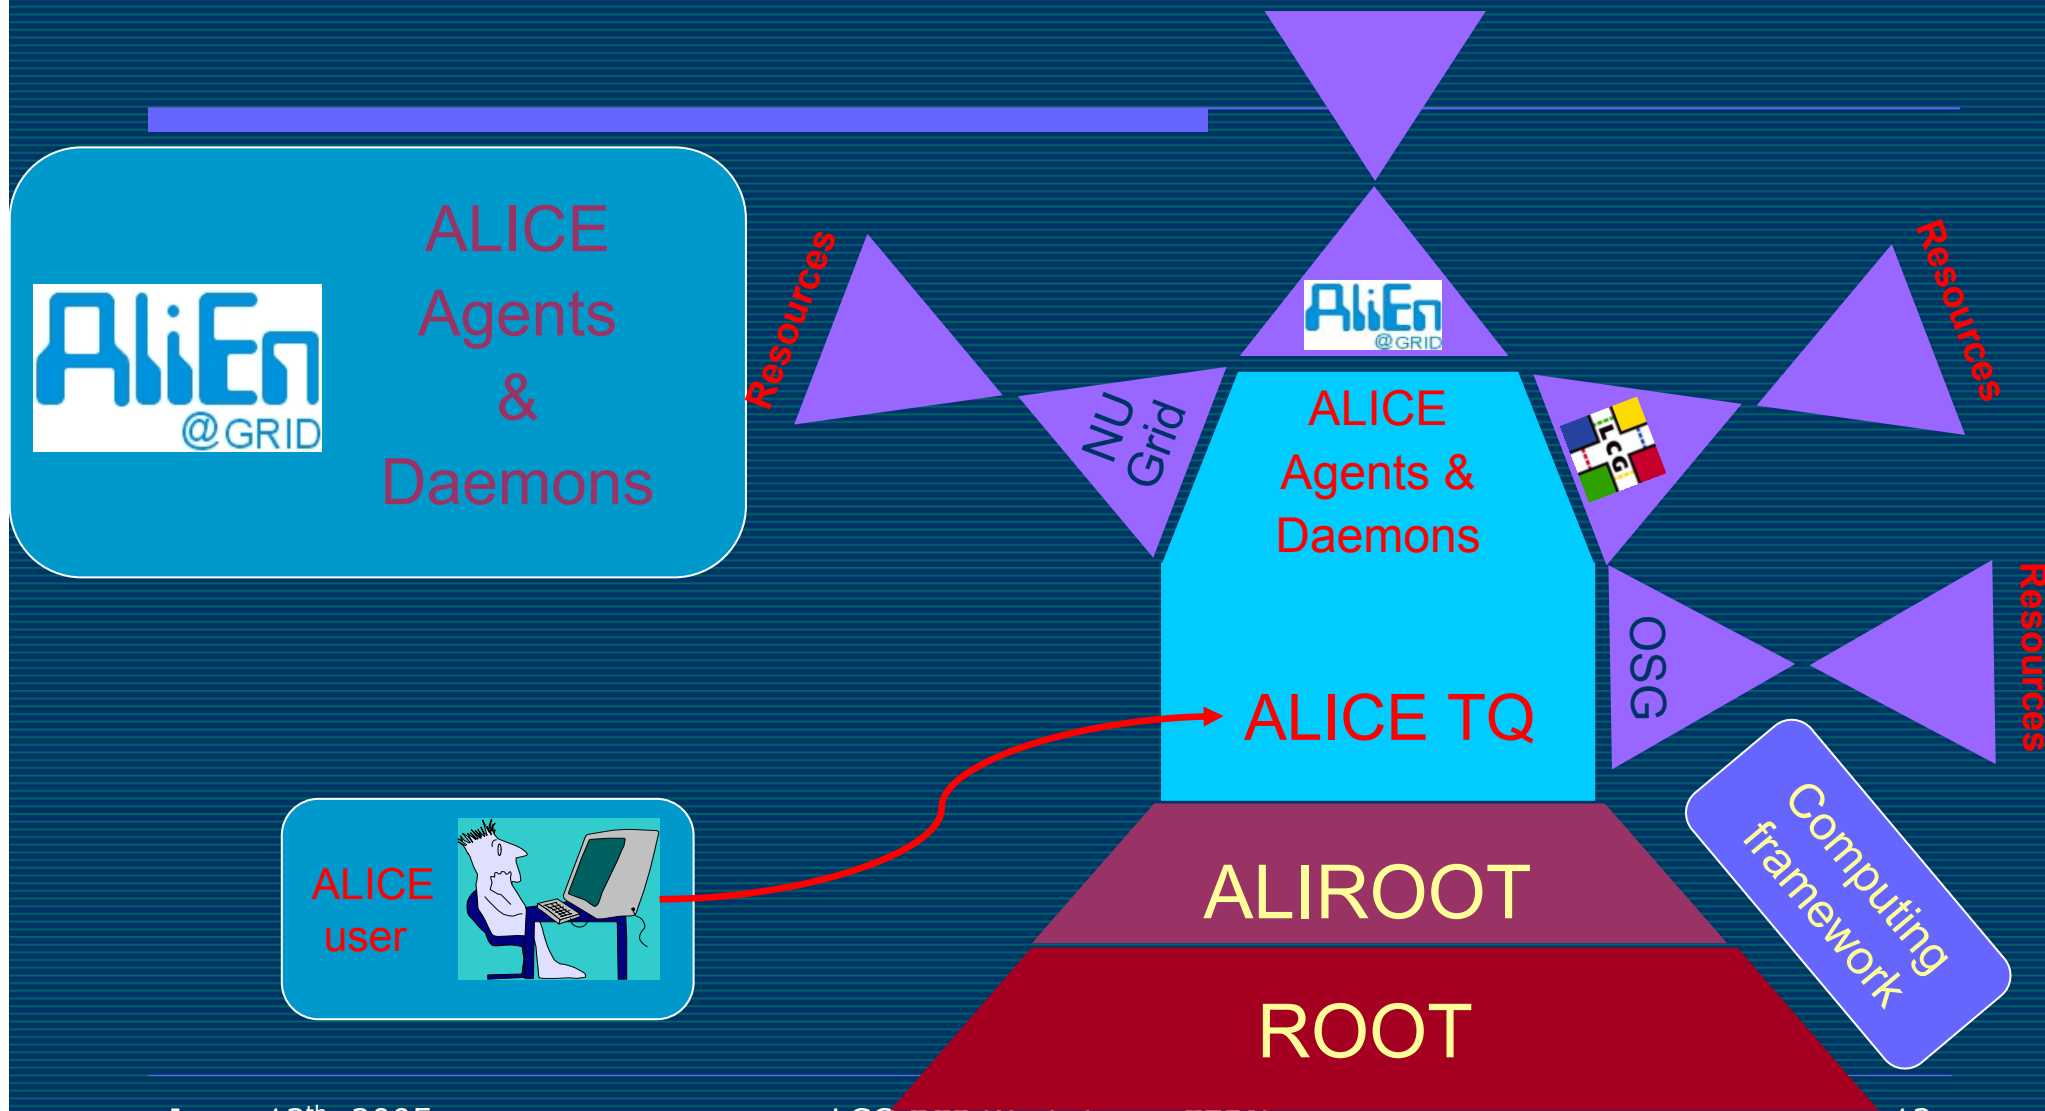 ALICE
Agents
&
Daemons
AliEn
@GRID
Resources
NU
Grid
AliEn
@GRID
LCG
Resources
ALICE
Agents &
Daemons
OSG
Resources
ALICE TQ
ALICE
user
ALIROOT
ROOT
Computing
framework